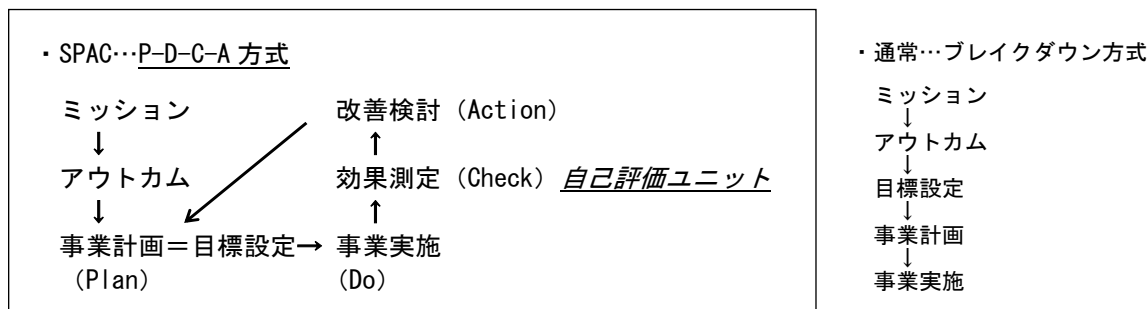 ・SPAC…P-D-C-A 方式
ミッション
↓
アウトカム
↓
事業計画＝目標設定→ 事業実施
（Plan） （Do）
↑
効果測定（Check）自己評価ユニット
↑
改善検討（Action）
・通常…ブレイクダウン方式
ミッション
↓
アウトカム
↓
目標設定
↓
事業計画
↓
事業実施